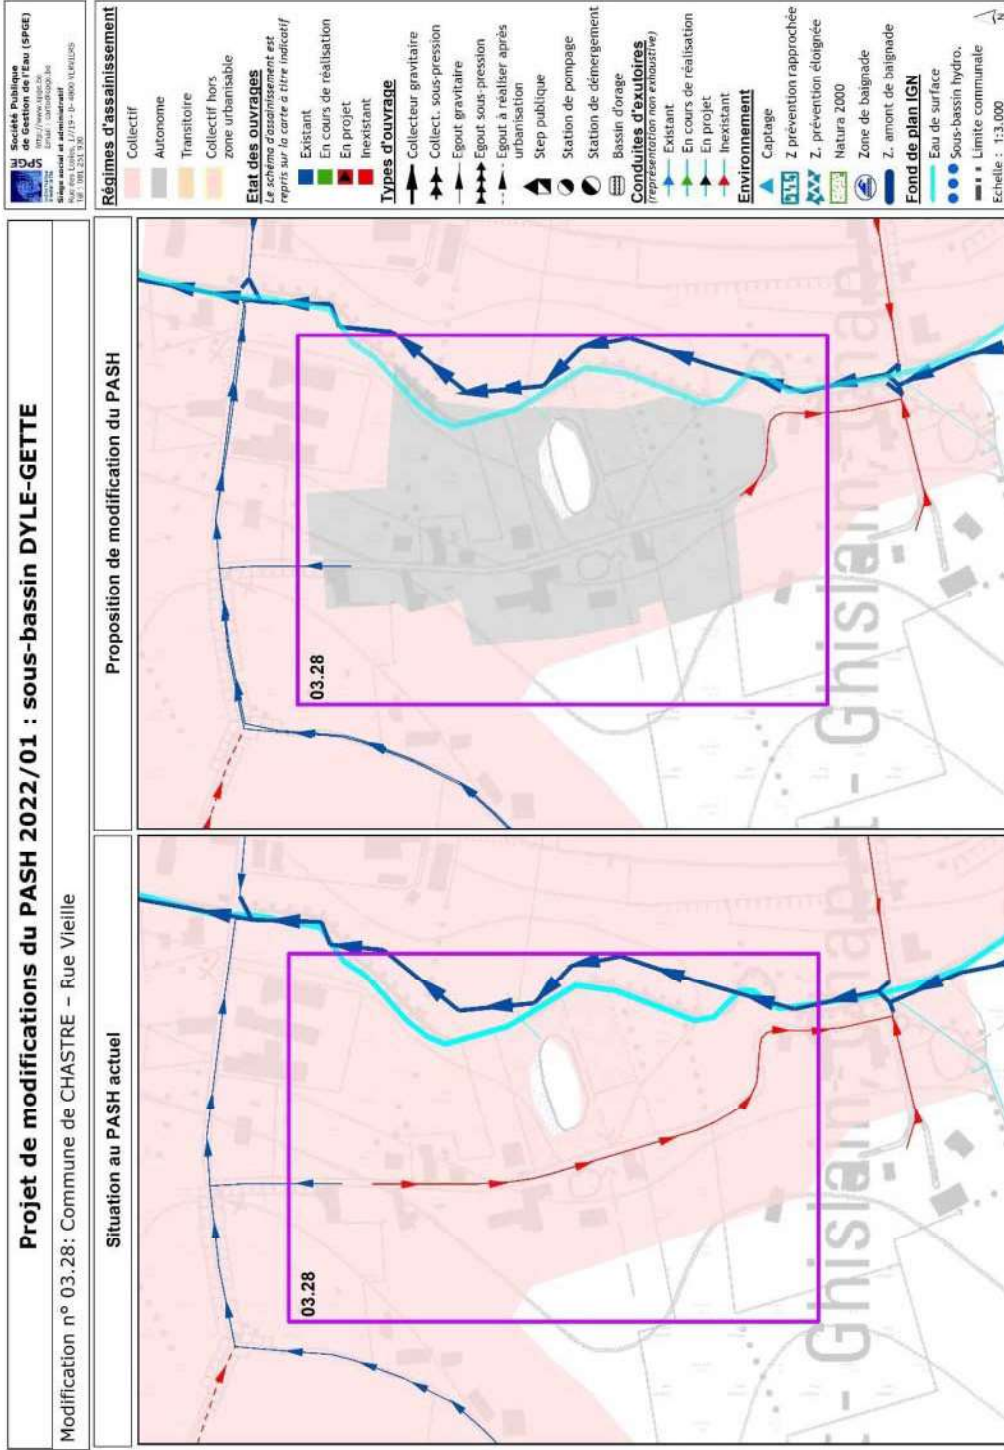 Projet de modifications du PASH 2022/01 : sous-bassin DYLE-GETTE
Modification n° 03.28: Commune de CHASTRE – Rue Vieille
Situation au PASH actuel
03.28
- Ghislain
Proposition de modification du PASH
03.28
- Ghislain
SPGE
Société Publique
de Gestion de l'Eau (SPGE)
Siège social et administratif
Régimes d'assainissement
Collectif
Autonome
Transitoire
Collectif hors
zone urbanisable
Etat des ouvrages
Le schéma d'assainissement est
repris sur la carte à titre indicatif
Existant
En cours de réalisation
En projet
Inexistant
Types d'ouvrage
Collecteur gravitaire
Collect. sous-pression
Egout gravitaire
Egout sous-pression
Egout à réaliser après
urbanisation
Step publique
Station de pompage
Station de démergement
Bassin d'orage
Conduites d'exutoires
(représentation non exhaustive)
Existant
En cours de réalisation
En projet
Inexistant
Environnement
Captage
Z prévention rapprochée
Z. prévention éloignée
Natura 2000
Zone de baignade
Z. amont de baignade
Fond de plan IGN
Eau de surface
Sous-bassin hydro.
Limite communale
Echelle : 1:3.000
N